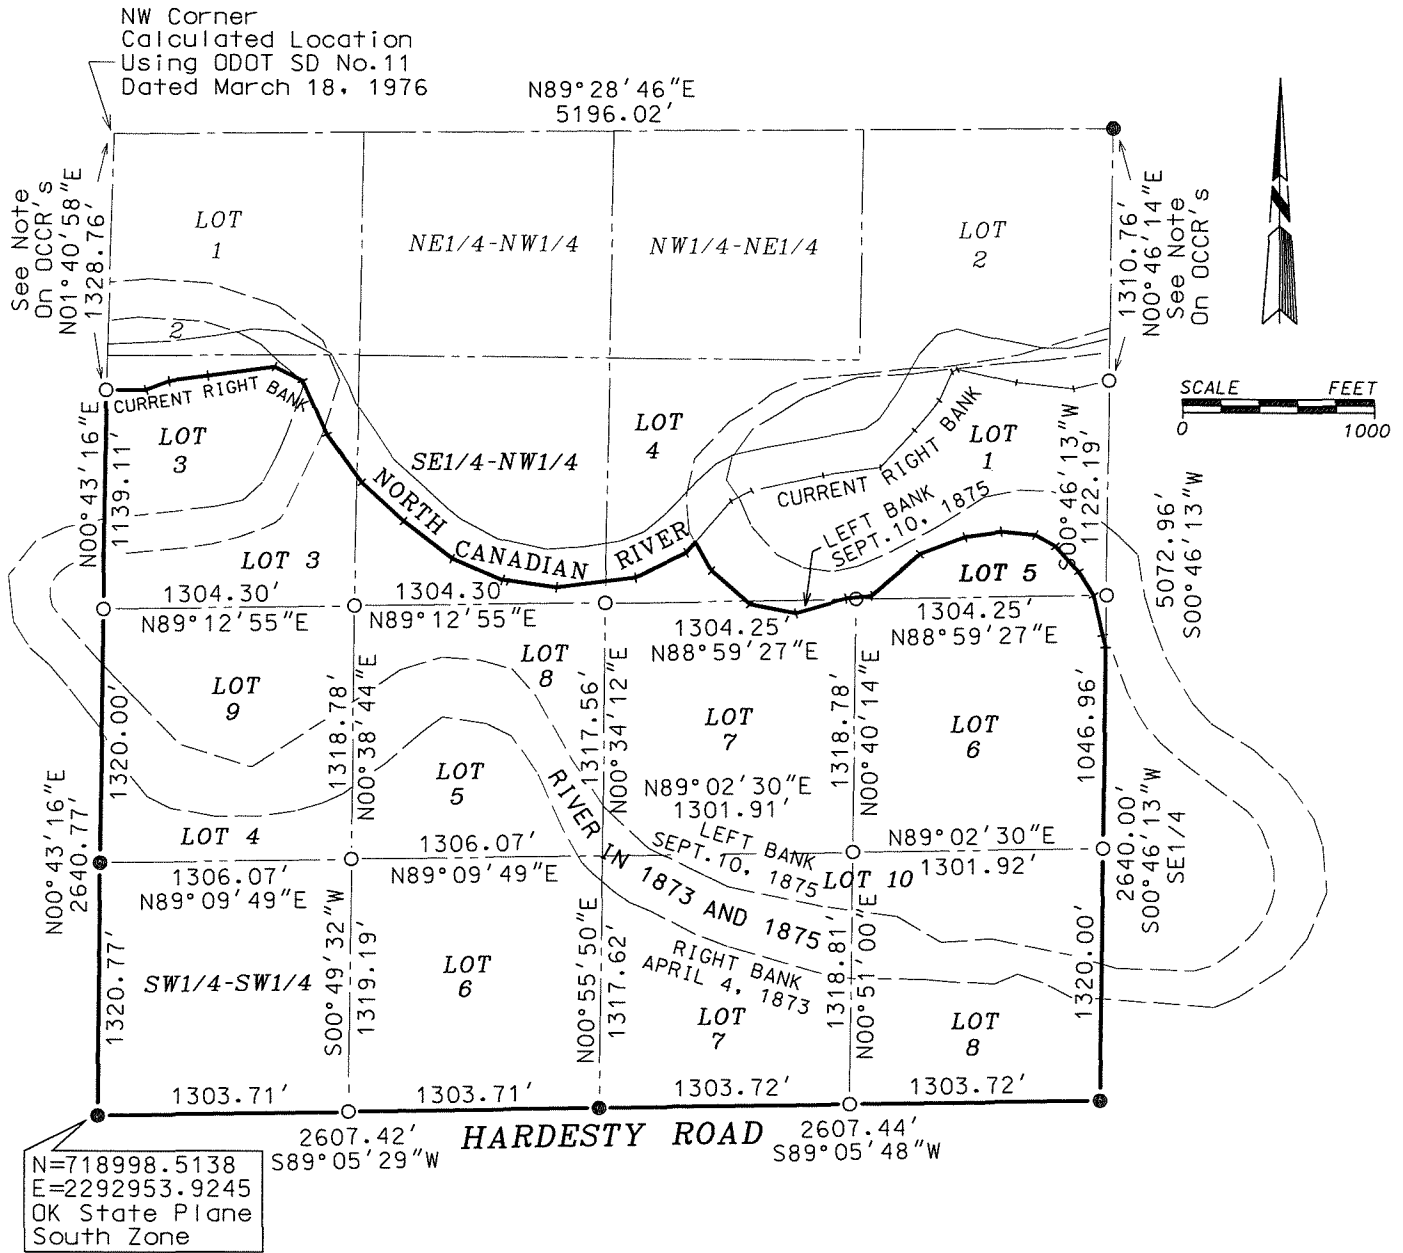 NW Corner
Calculated Location
Using ODOT SD No.11
Dated March 18, 1976
N89°28'46"E
5196.02'
See Note
On OCCR's
N01°40'58"E
1328.76'
LOT
1
NE1/4-NW1/4
NW1/4-NE1/4
LOT
2
1310.76'
N00°46'14"E
See Note
On OCCR's
2
SCALE FEET
0 1000
CURRENT RIGHT BANK
LOT
3
N00°43'16"E
1139.11'
SE1/4-NW1/4
LOT
4
CURRENT RIGHT BANK
LOT
1
S00°46'13"W
1122.19'
5072.96'
S00°46'13"W
NORTH CANADIAN RIVER
LEFT BANK
SEPT.10, 1875
LOT 3
LOT 5
1304.30'
N89°12'55"E
1304.30'
N89°12'55"E
1304.25'
N88°59'27"E
1304.25'
N88°59'27"E
LOT
9
1320.00'
1318.78'
N00°38'44"E
LOT
8
1317.56'
N00°34'12"E
LOT
7
1318.78'
N00°40'14"E
LOT
6
1046.96'
N00°43'16"E
2640.77'
LOT
5
N89°02'30"E
1301.91'
2640.00'
S00°46'13"W
SE1/4
LOT 4
1306.07'
N89°09'49"E
1306.07'
N89°09'49"E
N89°02'30"E
1301.92'
LEFT BANK
SEPT.10, 1875
LOT 10
RIVER IN 1873 AND 1875
RIGHT BANK
APRIL 4, 1873
SW1/4-SW1/4
1320.77'
S00°49'32"W
1319.19'
LOT
6
N00°55'50"E
1317.62'
LOT
7
1318.81'
N00°51'00"E
LOT
8
1320.00'
1303.71'
1303.71'
1303.72'
1303.72'
2607.42'
S89°05'29"W
HARDESTY ROAD
2607.44'
S89°05'48"W
N=718998.5138
E=2292953.9245
OK State Plane
South Zone